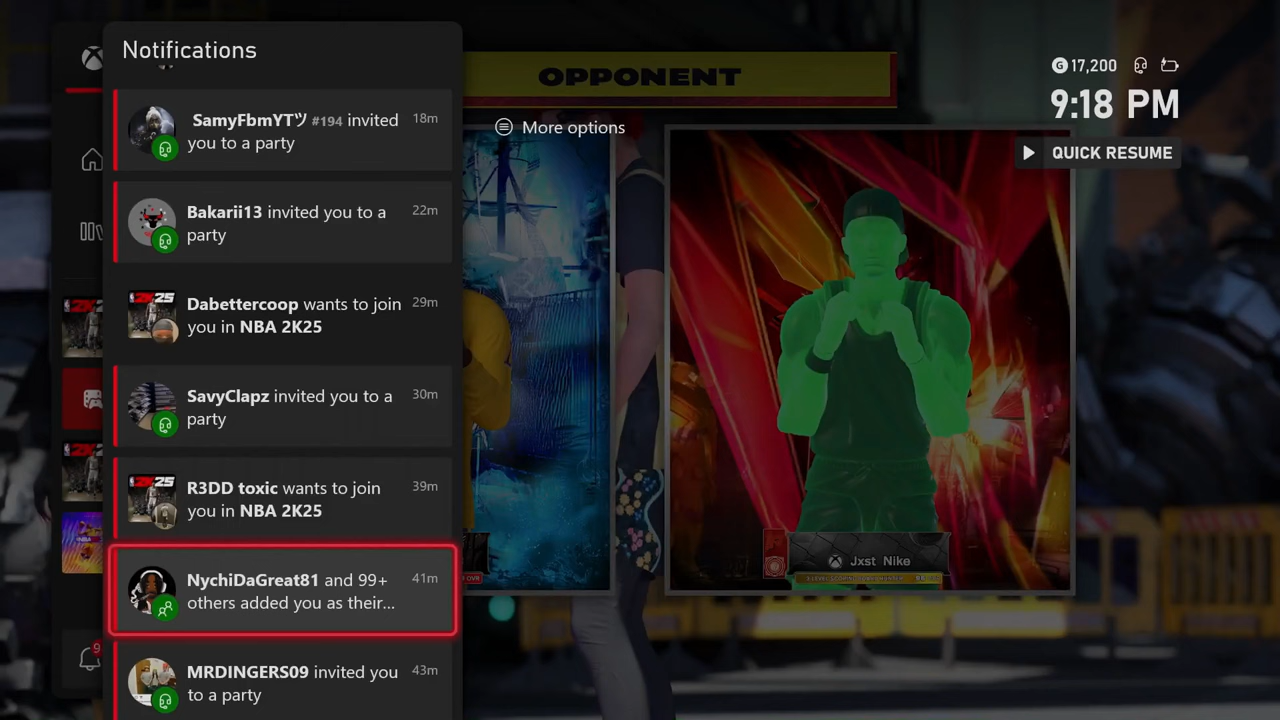 Notifications
SamyFbmYTツ #194 invited
you to a party
18m
Bakarii13 invited you to a
party
22m
Dabettercoop wants to join
you in NBA 2K25
29m
SavyClapz invited you to a
party
30m
R3DD toxic wants to join
you in NBA 2K25
39m
NychiDaGreat81 and 99+
others added you as their...
41m
MRDINGERS09 invited you
to a party
43m
9
2K25
2K25
More options
OPPONENT
Jxst Nike
G 17,200
9:18 PM
QUICK RESUME